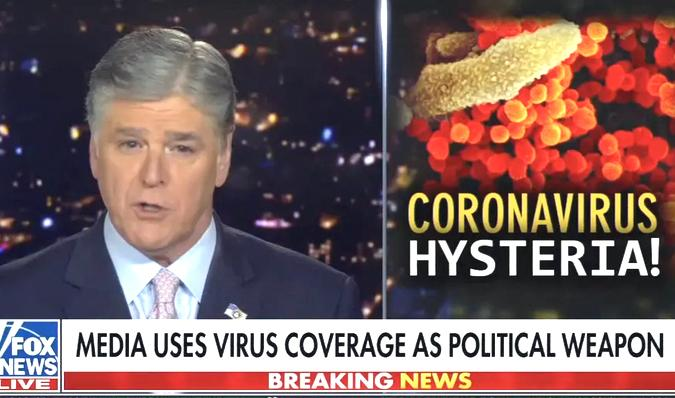 CORONAVIRUS
HYSTERIA!
FOX
NEWS
LIVE
MEDIA USES VIRUS COVERAGE AS POLITICAL WEAPON
BREAKING NEWS